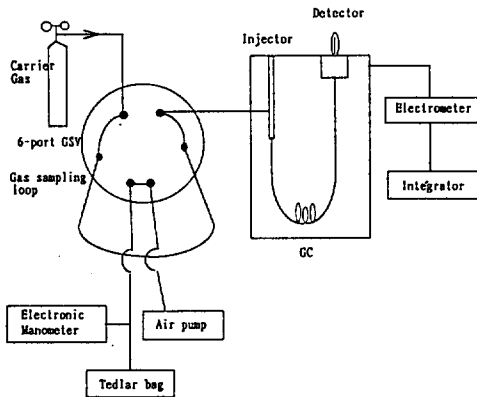 Detector
Injector
Carrier
Gas
6-port GSV
Gas sampling
loop
Electrometer
Integrator
GC
Electronic
Manometer
Air pump
Tedlar bag